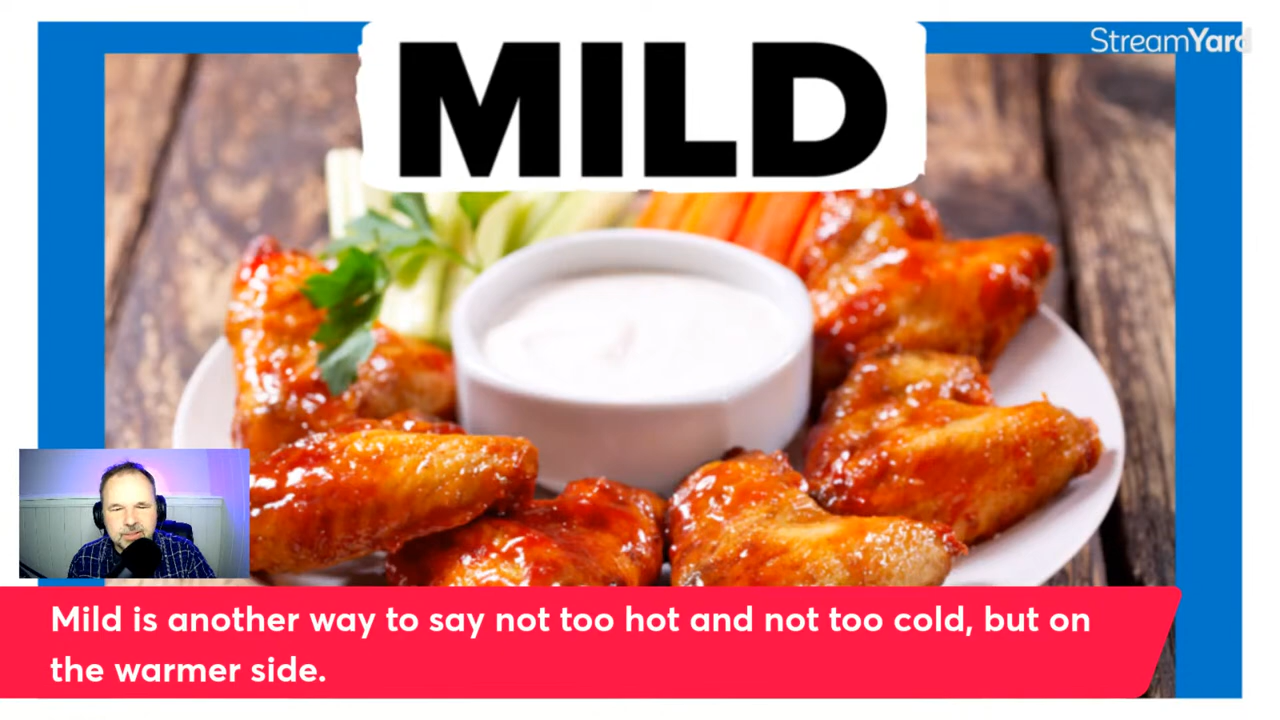 StreamYard
MILD
Mild is another way to say not too hot and not too cold, but on
the warmer side.